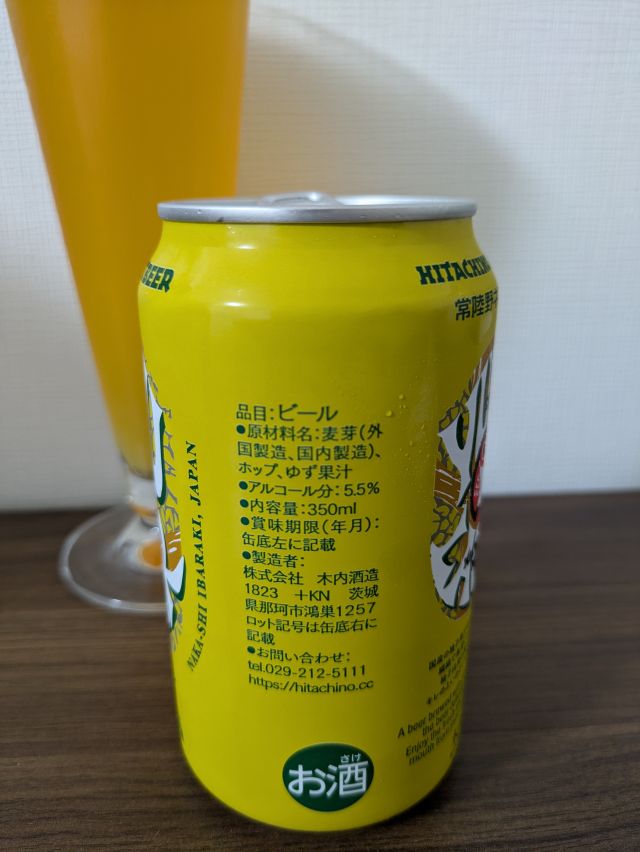 BEER
HITACHINO
常陸野
NAKA-SHI IBARAKI, JAPAN
品目:ビール
●原材料名:麦芽(外
国製造、国内製造)、
ホップ、ゆず果汁
●アルコール分:5.5%
●内容量:350ml
●賞味期限(年月):
缶底左に記載
●製造者:
株式会社 木内酒造
1823 +KN 茨城
県那珂市鴻巣1257
ロット記号は缶底右に
記載
●お問い合わせ:
tel.029-212-5111
https://hitachino.cc
A beer brewed
the
Enjoy the
mouth
さけ
お酒